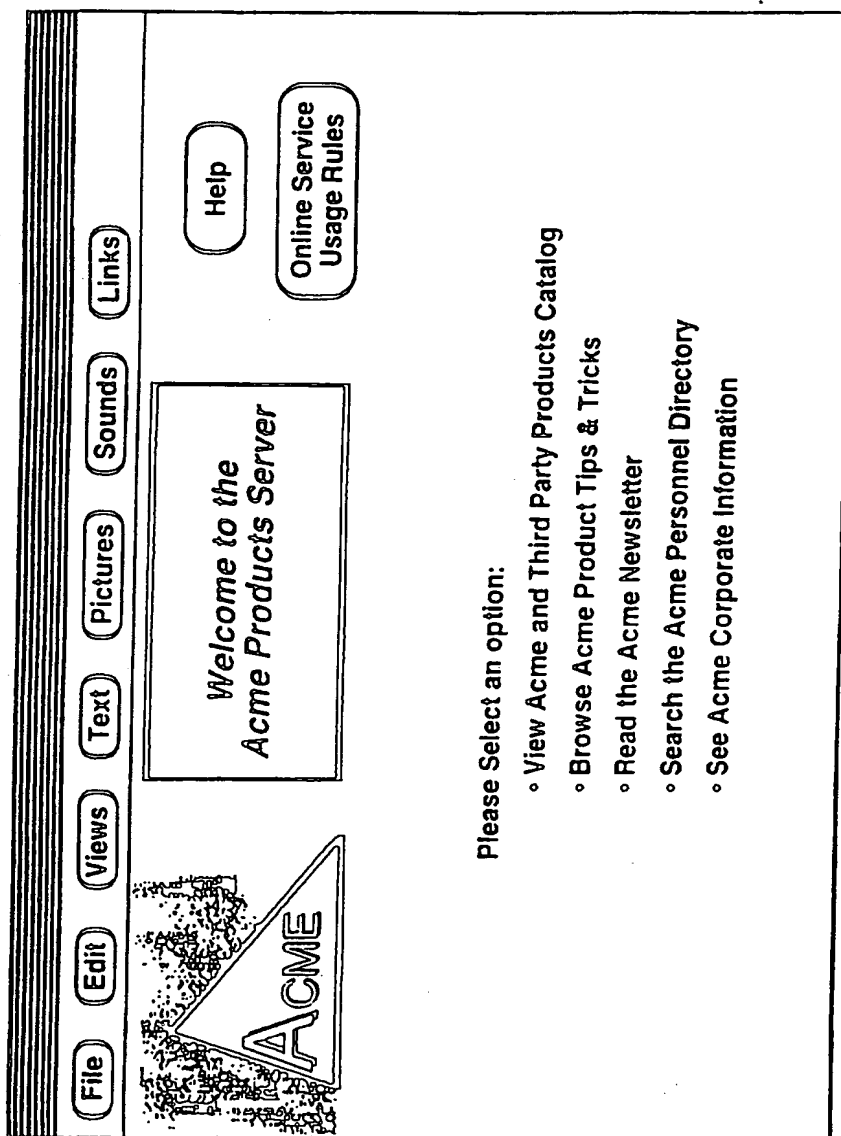 File Edit Views Text Pictures Sounds Links
ACME
Welcome to the
Acme Products Server
Help
Online Service
Usage Rules
Please Select an option:
◦ View Acme and Third Party Products Catalog
◦ Browse Acme Product Tips & Tricks
◦ Read the Acme Newsletter
◦ Search the Acme Personnel Directory
◦ See Acme Corporate Information